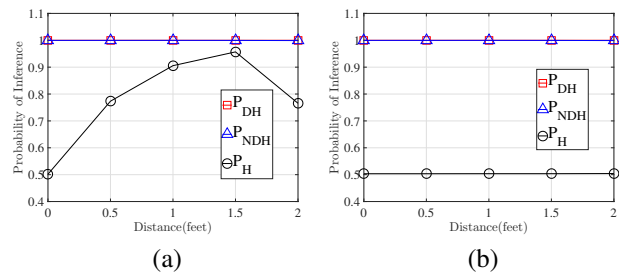 1.1
1
0.9
0.8
0.7
0.6
0.5
0.4
Probability of Inference
P_DH
P_NDH
P_H
0 0.5 1 1.5 2
Distance(feet)
(a)
1.1
1
0.9
0.8
0.7
0.6
0.5
0.4
Probability of Inference
P_DH
P_NDH
P_H
0 0.5 1 1.5 2
Distance(feet)
(b)